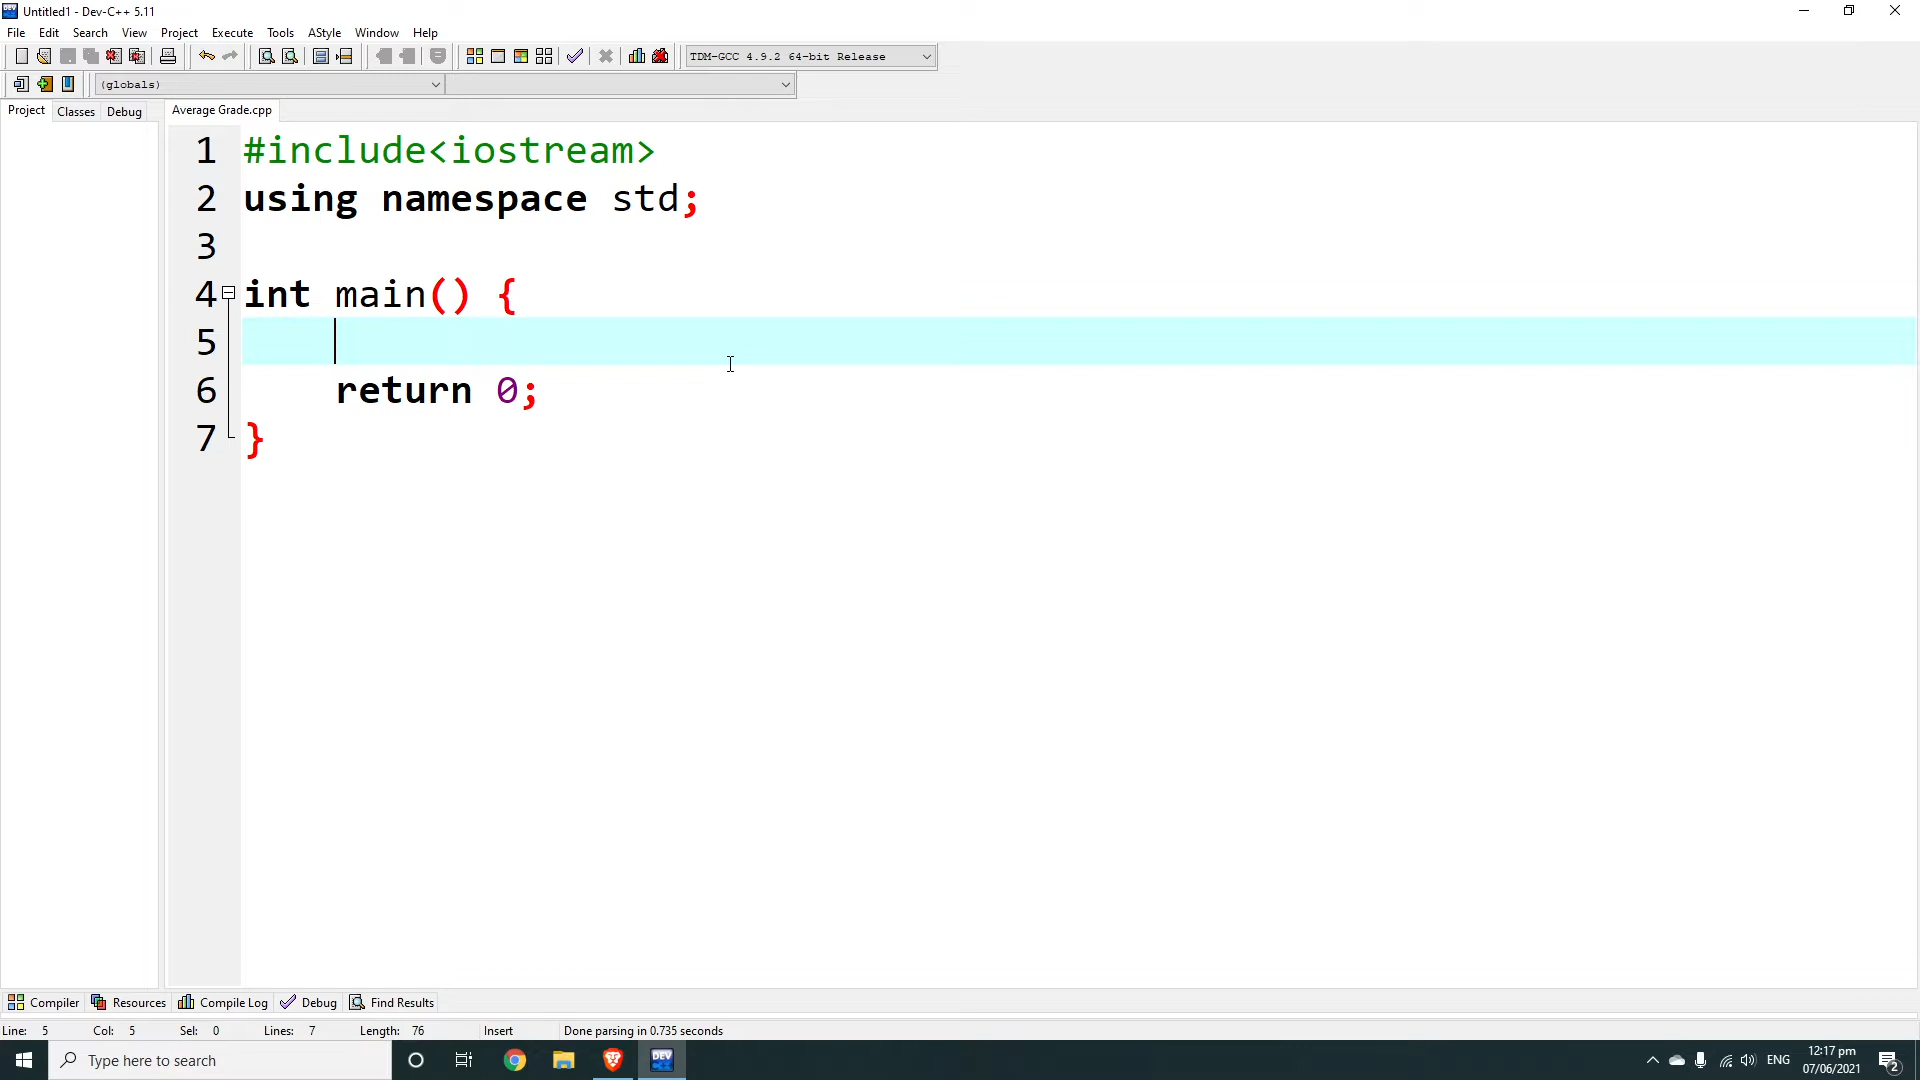 Untitled1 - Dev-C++ 5.11
File Edit Search View Project Execute Tools AStyle Window Help
TDM-GCC 4.9.2 64-bit Release
(globals)
Project Classes Debug Average Grade.cpp
1 #include<iostream>
2 using namespace std;
3
4 int main() {
5
6 return 0;
7 }
Compiler Resources Compile Log Debug Find Results
Line: 5 Col: 5 Sel: 0 Lines: 7 Length: 76 Insert Done parsing in 0.735 seconds
Type here to search DEV ENG 12:17 pm
07/06/2021 2